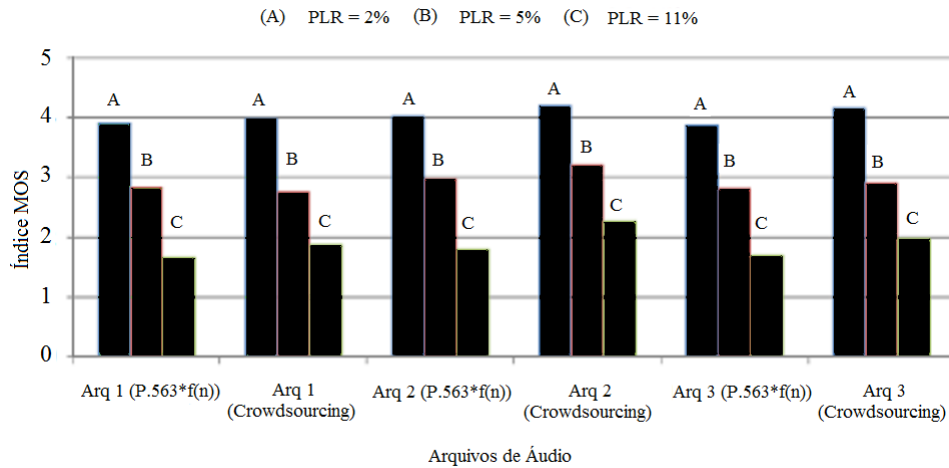 (A) PLR = 2% (B) PLR = 5% (C) PLR = 11%
Índice MOS
5
4
3
2
1
0
A
B
C
A
B
C
A
B
C
A
B
C
A
B
C
A
B
C
Arq 1 (P.563*f(n))
Arq 1
(Crowdsourcing)
Arq 2 (P.563*f(n))
Arq 2
(Crowdsourcing)
Arq 3 (P.563*f(n))
Arq 3
(Crowdsourcing)
Arquivos de Áudio